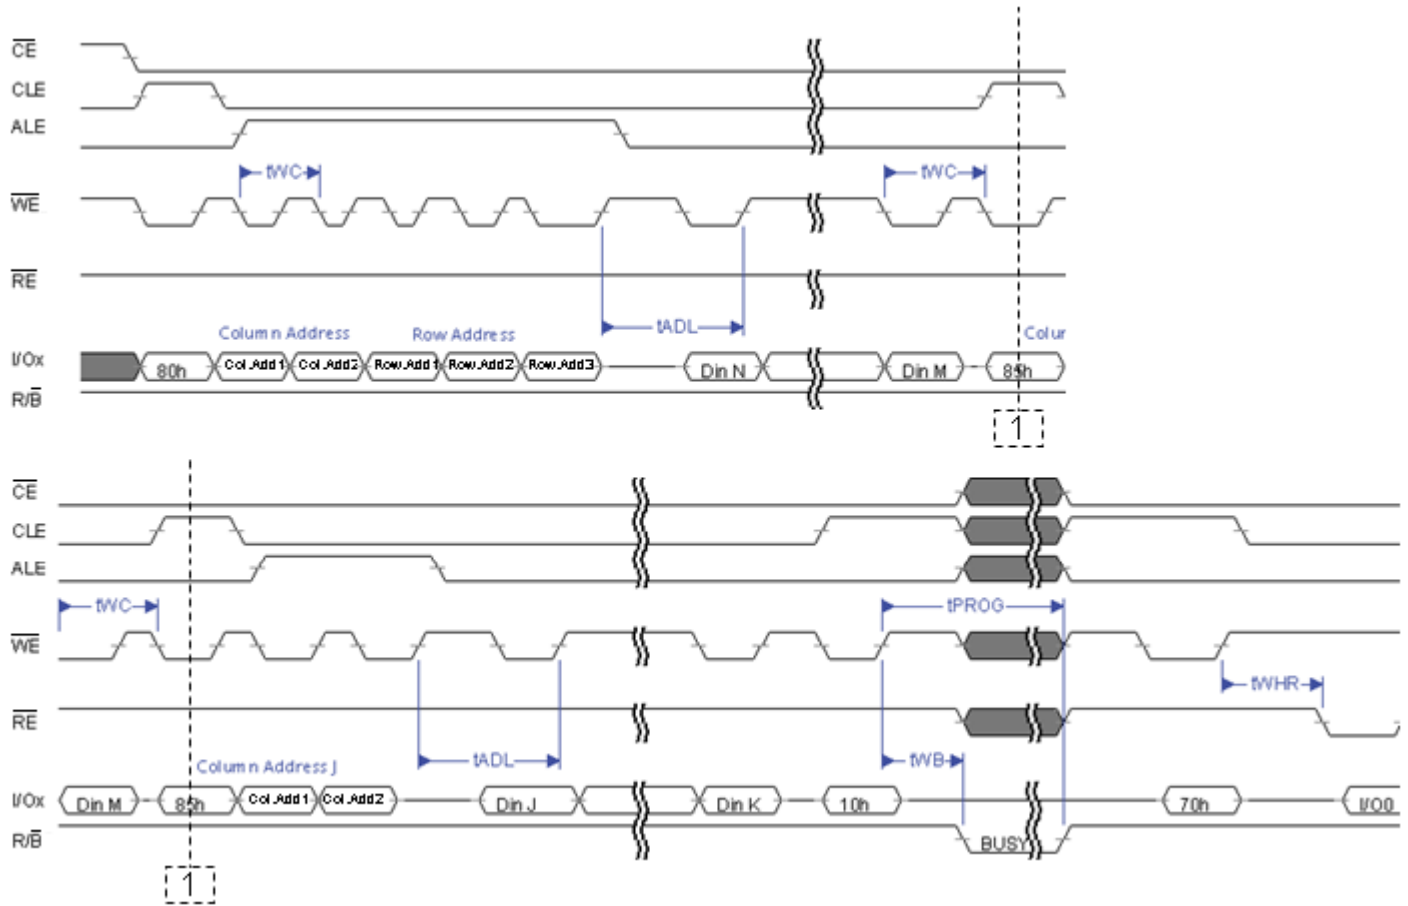 CE
CLE
ALE
tWC tWC
WE
RE
tADL
Column Address Row Address Colur
I/Ox 80h Col.Add1 Col.Add2 Row.Add1 Row.Add2 Row.Add3 Din N Din M 85h
R/B
1
CE
CLE
ALE
tWC tPROG
WE
tWHR
RE
tADL tWB
Column Address J
I/Ox Din M 85h Col.Add1 Col.Add2 Din J Din K 10h 70h I/O0
R/B BUSY
1